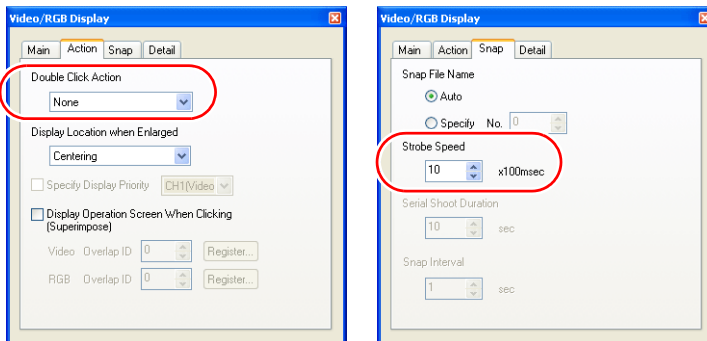 Video/RGB Display
Main Action Snap Detail
Double Click Action
None
Display Location when Enlarged
Centering
Specify Display Priority CH1(Video
Display Operation Screen When Clicking
(Superimpose)
Video Overlap ID 0 Register...
RGB Overlap ID 0 Register...
Video/RGB Display
Main Action Snap Detail
Snap File Name
Auto
Specify No. 0
Strobe Speed
10 x100msec
Serial Shoot Duration
10 sec
Snap Interval
1 sec